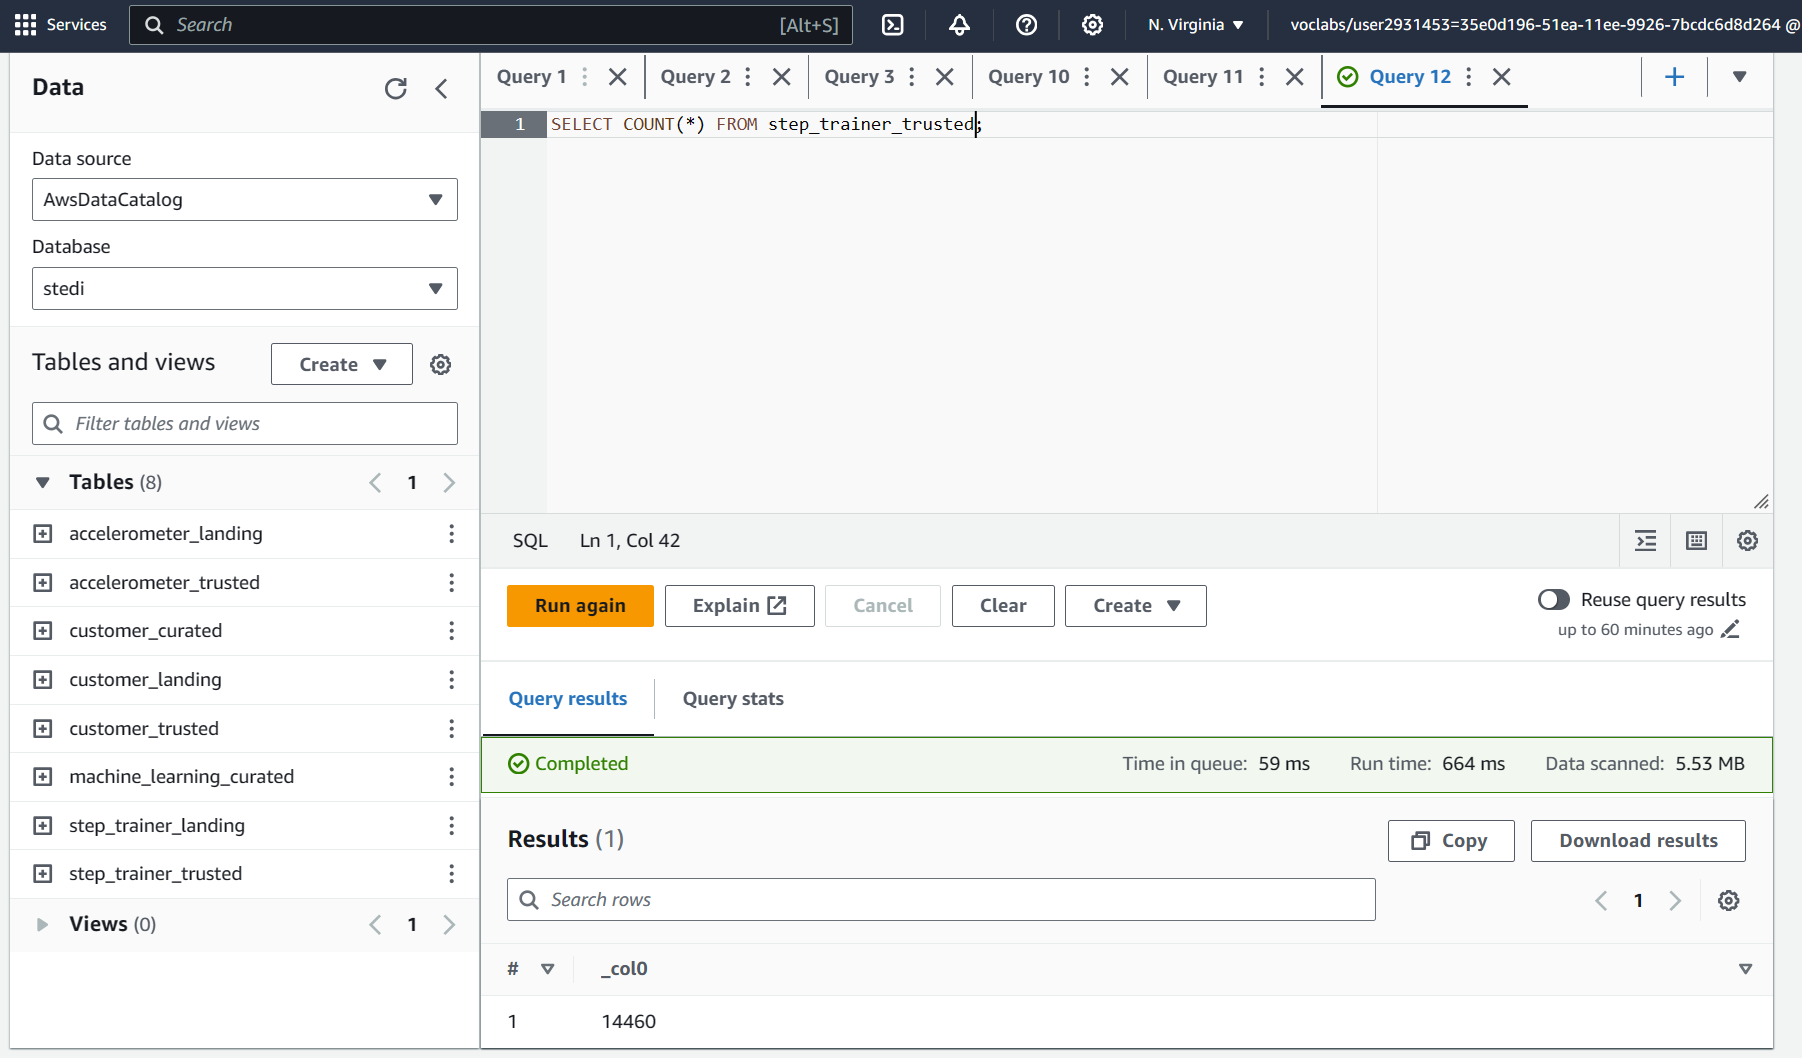 Services
Search [Alt+S]
N. Virginia
voclabs/user2931453=35e0d196-51ea-11ee-9926-7bcdc6d8d264 @
Data
Data source
AwsDataCatalog
Database
stedi
Tables and views
Create
Filter tables and views
Tables (8)
1
accelerometer_landing
accelerometer_trusted
customer_curated
customer_landing
customer_trusted
machine_learning_curated
step_trainer_landing
step_trainer_trusted
Views (0)
1
Query 1
Query 2
Query 3
Query 10
Query 11
Query 12
1 SELECT COUNT(*) FROM step_trainer_trusted;
SQL Ln 1, Col 42
Run again
Explain
Cancel
Clear
Create
Reuse query results
up to 60 minutes ago
Query results
Query stats
Completed
Time in queue: 59 ms
Run time: 664 ms
Data scanned: 5.53 MB
Results (1)
Copy
Download results
Search rows
1
# _col0
1 14460